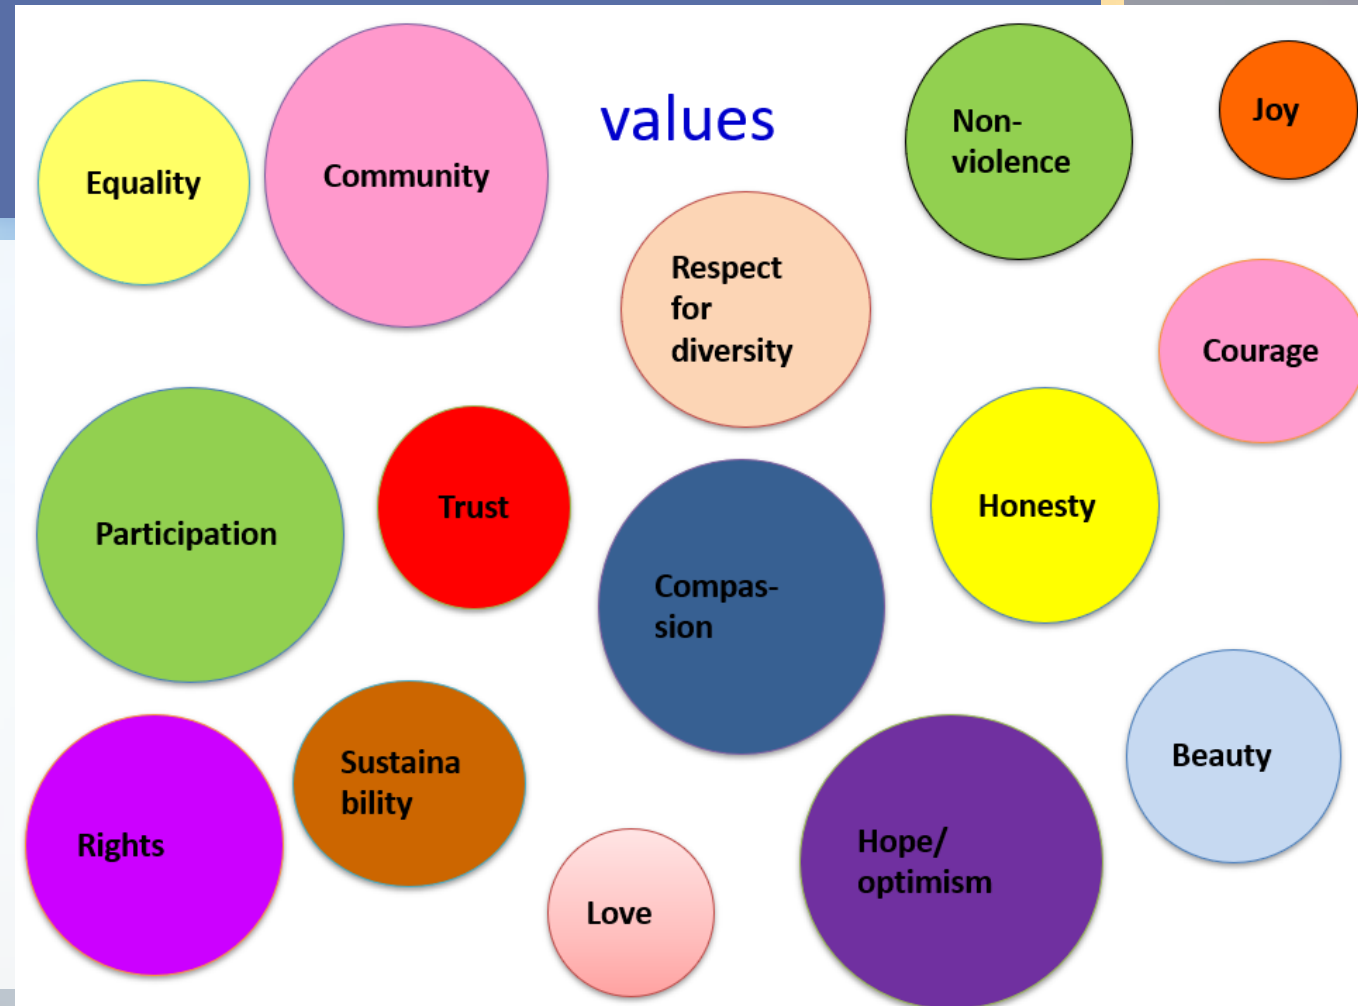 values
Equality
Community
Non-
violence
Joy
Respect
for
diversity
Courage
Participation
Trust
Compas-
sion
Honesty
Rights
Sustaina
bility
Love
Hope/
optimism
Beauty